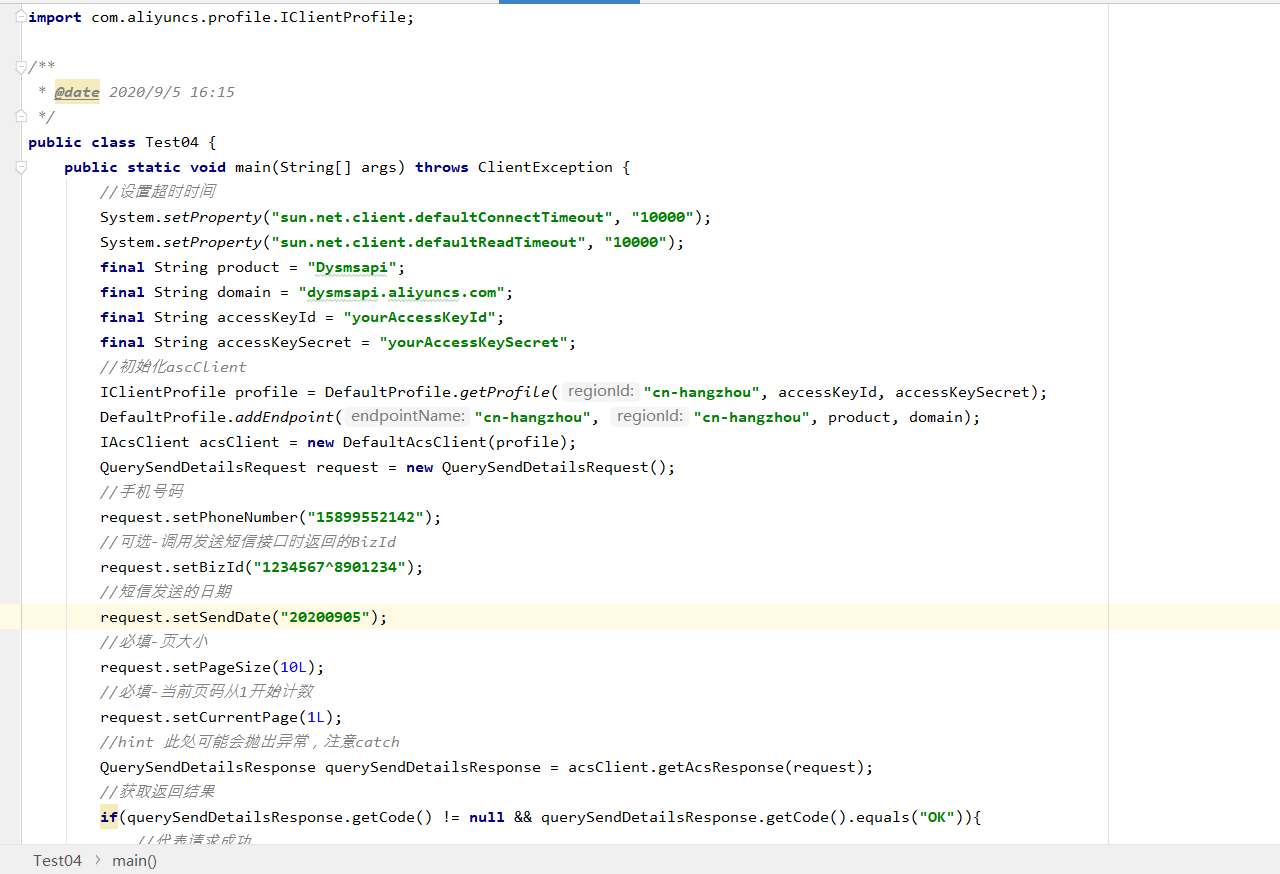 import com.aliyuncs.profile.IClientProfile;
/**
* @date 2020/9/5 16:15
*/
public class Test04 {
public static void main(String[] args) throws ClientException {
//设置超时时间
System.setProperty("sun.net.client.defaultConnectTimeout", "10000");
System.setProperty("sun.net.client.defaultReadTimeout", "10000");
final String product = "Dysmsapi";
final String domain = "dysmsapi.aliyuncs.com";
final String accessKeyId = "yourAccessKeyId";
final String accessKeySecret = "yourAccessKeySecret";
//初始化ascClient
IClientProfile profile = DefaultProfile.getProfile( regionId: "cn-hangzhou", accessKeyId, accessKeySecret);
DefaultProfile.addEndpoint( endpointName: "cn-hangzhou", regionId: "cn-hangzhou", product, domain);
IAcsClient acsClient = new DefaultAcsClient(profile);
QuerySendDetailsRequest request = new QuerySendDetailsRequest();
//手机号码
request.setPhoneNumber("15899552142");
//可选-调用发送短信接口时返回的BizId
request.setBizId("1234567^8901234");
//短信发送的日期
request.setSendDate("20200905");
//必填-页大小
request.setPageSize(10L);
//必填-当前页码从1开始计数
request.setCurrentPage(1L);
//hint 此处可能会抛出异常，注意catch
QuerySendDetailsResponse querySendDetailsResponse = acsClient.getAcsResponse(request);
//获取返回结果
if(querySendDetailsResponse.getCode() != null && querySendDetailsResponse.getCode().equals("OK")){
//代表请求成功
Test04 › main()